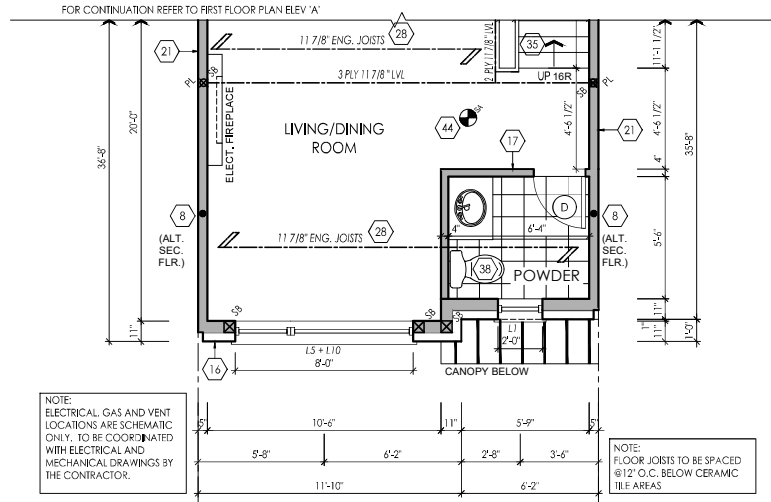 FOR CONTINUATION REFER TO FIRST FLOOR PLAN ELEV 'A'
28
11 7/8" ENG. JOISTS
21
SB
PL
3 PLY 11 7/8" LVL
2 PLY 11 7/8" LVL
35
UP 16R
SB
PL
11'-1 1/2"
11'-1 1/2"
ELECT. FIREPLACE
LIVING/DINING
ROOM
44
SA
17
21
4'-6 1/2"
4'-6 1/2"
4"
36'-8"
20'-0"
35'-8"
8
(ALT.
SEC.
FLR.)
D
4"
6'-4"
8
(ALT.
SEC.
FLR.)
5'-6"
11 7/8" ENG. JOISTS
28
38
POWDER
SB
SB
11"
11"
1"
11"
1'-0"
16
L5 + L10
8'-0"
L1
2'-0"
CANOPY BELOW
NOTE:
ELECTRICAL, GAS AND VENT
LOCATIONS ARE SCHEMATIC
ONLY. TO BE COORDINATED
WITH ELECTRICAL AND
MECHANICAL DRAWINGS BY
THE CONTRACTOR.
5"
10'-6"
11"
5'-9"
5"
5'-8"
6'-2"
2'-8"
3'-6"
11'-10"
6'-2"
NOTE:
FLOOR JOISTS TO BE SPACED
@12" O.C. BELOW CERAMIC
TILE AREAS